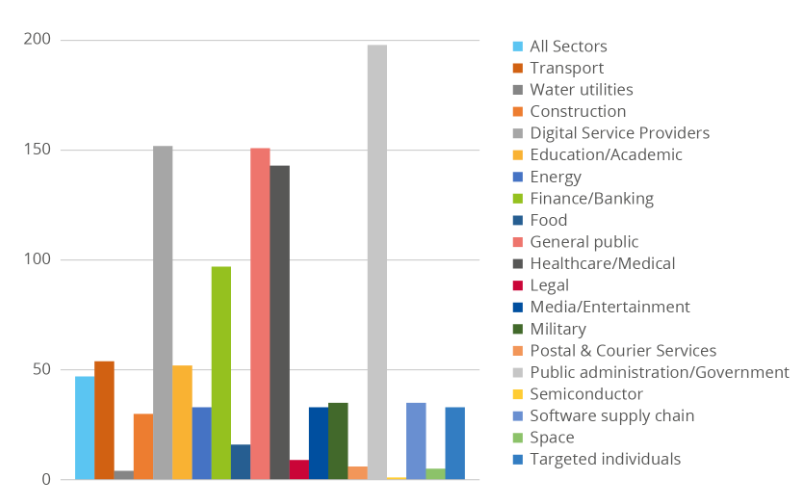 200
150
100
50
0
All Sectors
Transport
Water utilities
Construction
Digital Service Providers
Education/Academic
Energy
Finance/Banking
Food
General public
Healthcare/Medical
Legal
Media/Entertainment
Military
Postal & Courier Services
Public administration/Government
Semiconductor
Software supply chain
Space
Targeted individuals